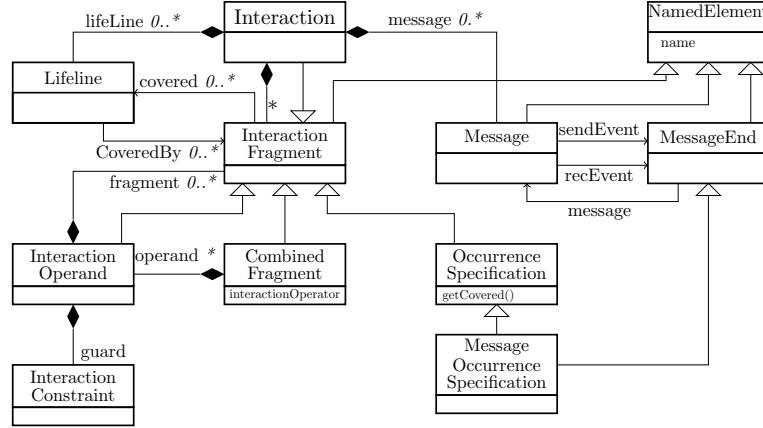 lifeLine 0..*
Interaction
message 0.*
NamedElement
name
Lifeline
covered 0..*
*
Interaction
Fragment
Message
sendEvent
MessageEnd
CoveredBy 0..*
recEvent
fragment 0..*
message
Interaction
Operand
operand *
Combined
Fragment
interactionOperator
Occurrence
Specification
getCovered()
guard
Interaction
Constraint
Message
Occurrence
Specification